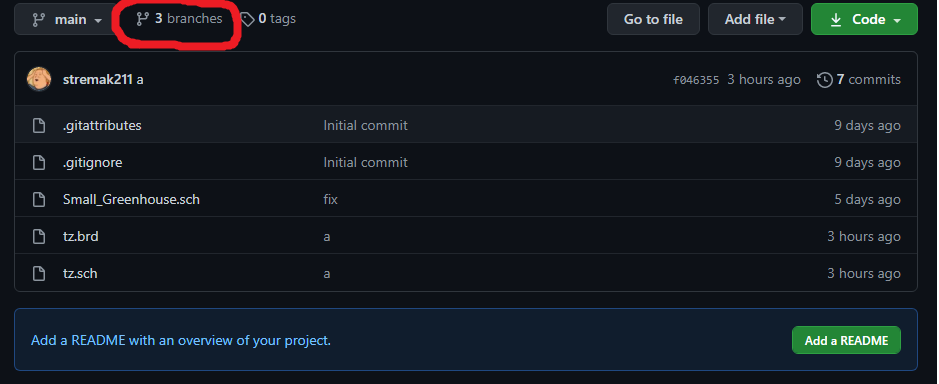 main 3 branches 0 tags Go to file Add file Code
stremak211 a f046355 3 hours ago 7 commits
.gitattributes Initial commit 9 days ago
.gitignore Initial commit 9 days ago
Small_Greenhouse.sch fix 5 days ago
tz.brd a 3 hours ago
tz.sch a 3 hours ago
Add a README with an overview of your project. Add a README